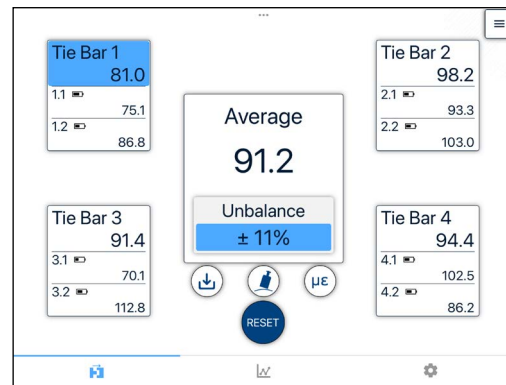 Tie Bar 1
81.0
1.1
75.1
1.2
86.8
Tie Bar 2
98.2
2.1
93.3
2.2
103.0
Average
91.2
Unbalance
± 11%
Tie Bar 3
91.4
3.1
70.1
3.2
112.8
Tie Bar 4
94.4
4.1
102.5
4.2
86.2
µε
RESET